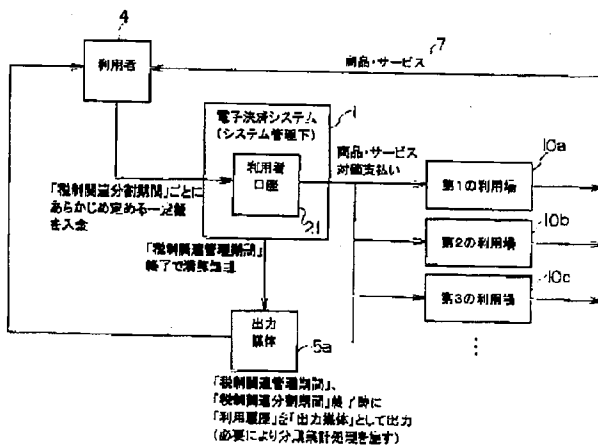 4
利用者
7
商品・サービス
1
電子決済システム
(システム管理下)
利用者
口座
21
商品・サービス
対価支払い
10a
第1の利用場
10b
第2の利用場
10c
第3の利用場
「税制関連分割期間」ごとに
あらかじめ定める一定額
を入金
「税制関連管理期間」
終了で清算処理
出力
媒体
5a
「税制関連管理期間」、
「税制関連分割期間」終了時に
「利用履歴」を「出力媒体」として出力
(必要により分類集計処理を施す)